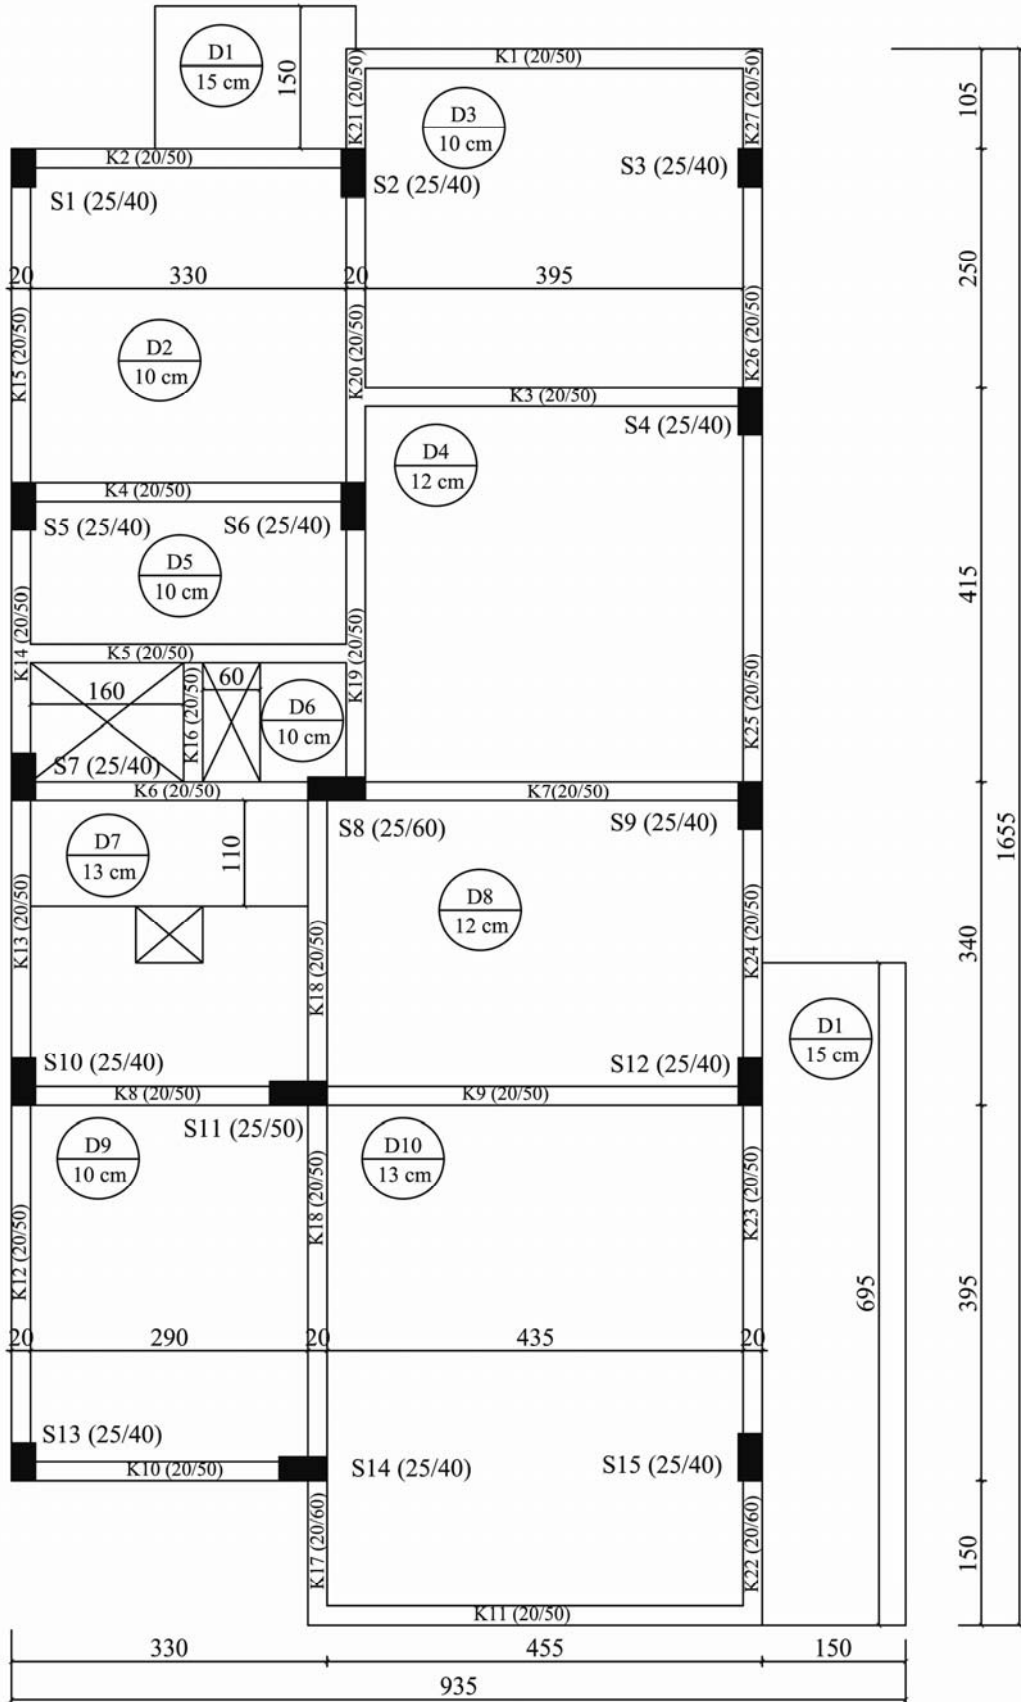 D1
15 cm
150
K1 (20/50)
K21 (20/50)
K27 (20/50)
D3
10 cm
105
K2 (20/50)
S1 (25/40)
S2 (25/40)
S3 (25/40)
20
330
20
395
250
K15 (20/50)
D2
10 cm
K20 (20/50)
K26 (20/50)
K3 (20/50)
S4 (25/40)
D4
12 cm
K4 (20/50)
S5 (25/40)
S6 (25/40)
D5
10 cm
415
K14 (20/50)
K5 (20/50)
K19 (20/50)
160
K16 (20/50)
60
D6
10 cm
K25 (20/50)
S7 (25/40)
K6 (20/50)
K7(20/50)
S8 (25/60)
S9 (25/40)
D7
13 cm
110
1655
K13 (20/50)
D8
12 cm
K18 (20/50)
K24 (20/50)
340
D1
15 cm
S10 (25/40)
S12 (25/40)
K8 (20/50)
K9 (20/50)
S11 (25/50)
D9
10 cm
D10
13 cm
K12 (20/50)
K18 (20/50)
K23 (20/50)
695
395
20
290
20
435
20
S13 (25/40)
K10 (20/50)
S14 (25/40)
S15 (25/40)
K17 (20/60)
K22 (20/60)
150
K11 (20/50)
330
455
150
935